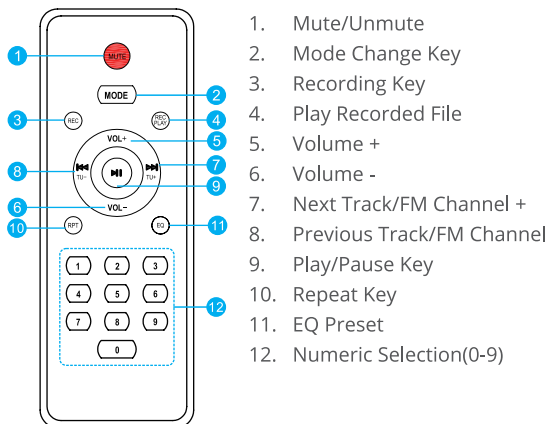 MUTE
MODE
REC
REC PLAY
VOL+
TU−
TU+
VOL−
RPT
EQ
1 2 3
4 5 6
7 8 9
0
1
2
3
4
5
8
7
9
6
10
11
12
1. Mute/Unmute
2. Mode Change Key
3. Recording Key
4. Play Recorded File
5. Volume +
6. Volume -
7. Next Track/FM Channel +
8. Previous Track/FM Channel
9. Play/Pause Key
10. Repeat Key
11. EQ Preset
12. Numeric Selection(0-9)